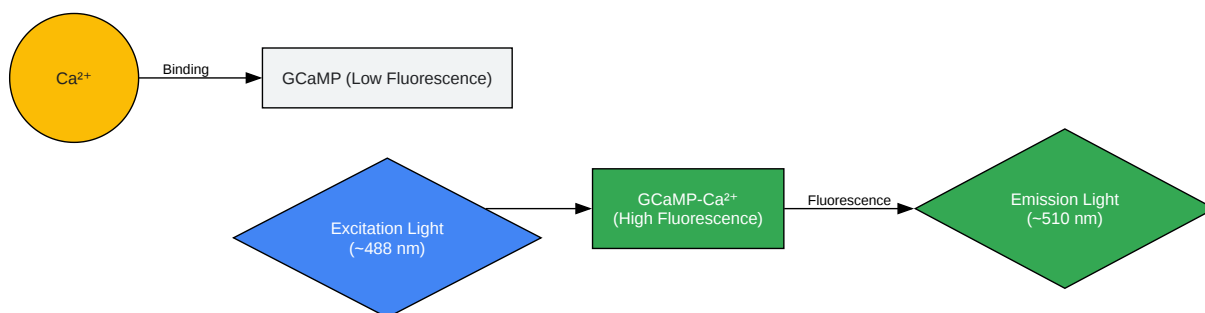 Ca²⁺
Binding
GCaMP (Low Fluorescence)
Excitation Light
(~488 nm)
GCaMP-Ca²⁺
(High Fluorescence)
Fluorescence
Emission Light
(~510 nm)